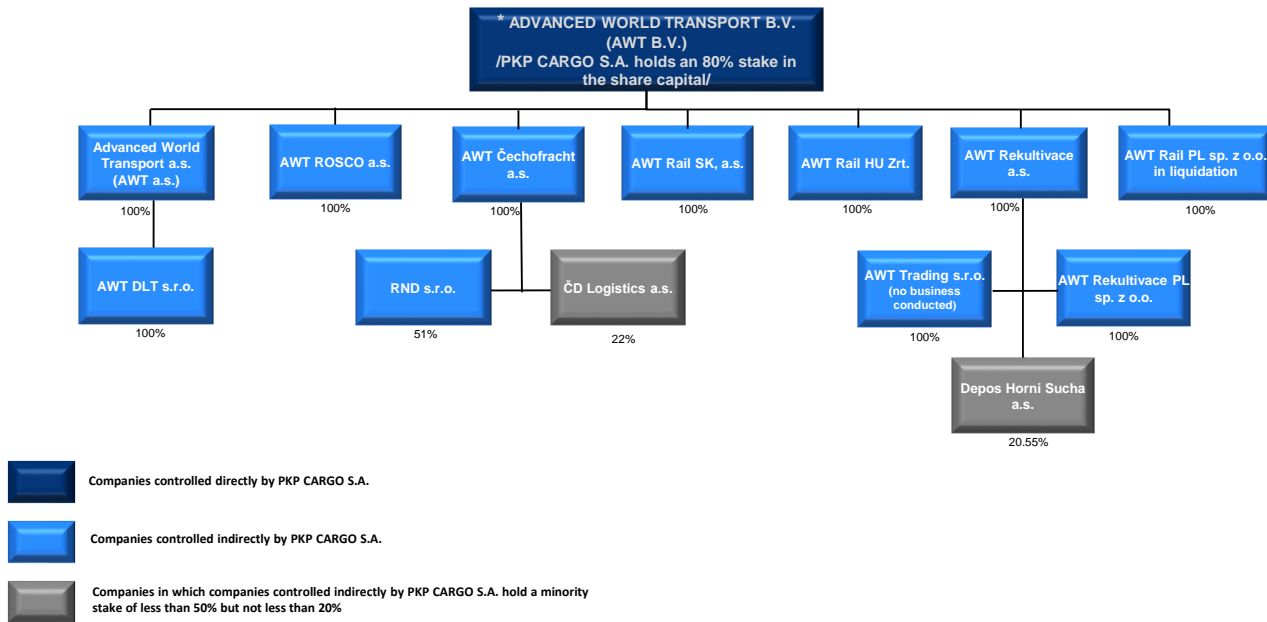 * ADVANCED WORLD TRANSPORT B.V.
(AWT B.V.)
/PKP CARGO S.A. holds an 80% stake in
the share capital/
Advanced World
Transport a.s.
(AWT a.s.)
100%
AWT ROSCO a.s.
100%
AWT Čechofracht
a.s.
100%
AWT Rail SK, a.s.
100%
AWT Rail HU Zrt.
100%
AWT Rekultivace
a.s.
100%
AWT Rail PL sp. z o.o.
in liquidation
100%
AWT DLT s.r.o.
100%
RND s.r.o.
51%
ČD Logistics a.s.
22%
AWT Trading s.r.o.
(no business
conducted)
100%
AWT Rekultivace PL
sp. z o.o.
100%
Depos Horni Sucha
a.s.
20.55%
Companies controlled directly by PKP CARGO S.A.
Companies controlled indirectly by PKP CARGO S.A.
Companies in which companies controlled indirectly by PKP CARGO S.A. hold a minority
stake of less than 50% but not less than 20%